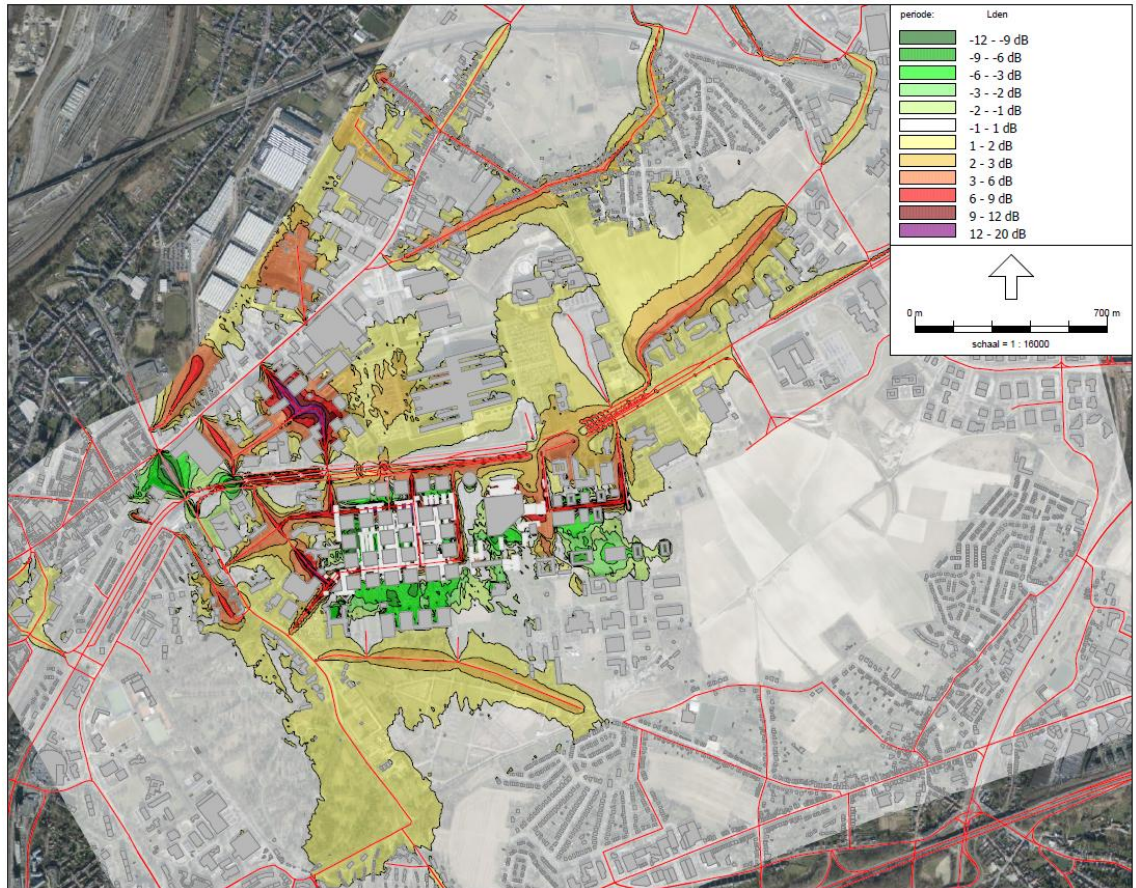 periode: Lden
-12 - -9 dB
-9 - -6 dB
-6 - -3 dB
-3 - -2 dB
-2 - -1 dB
-1 - 1 dB
1 - 2 dB
2 - 3 dB
3 - 6 dB
6 - 9 dB
9 - 12 dB
12 - 20 dB
0 m 700 m
schaal = 1 : 16000